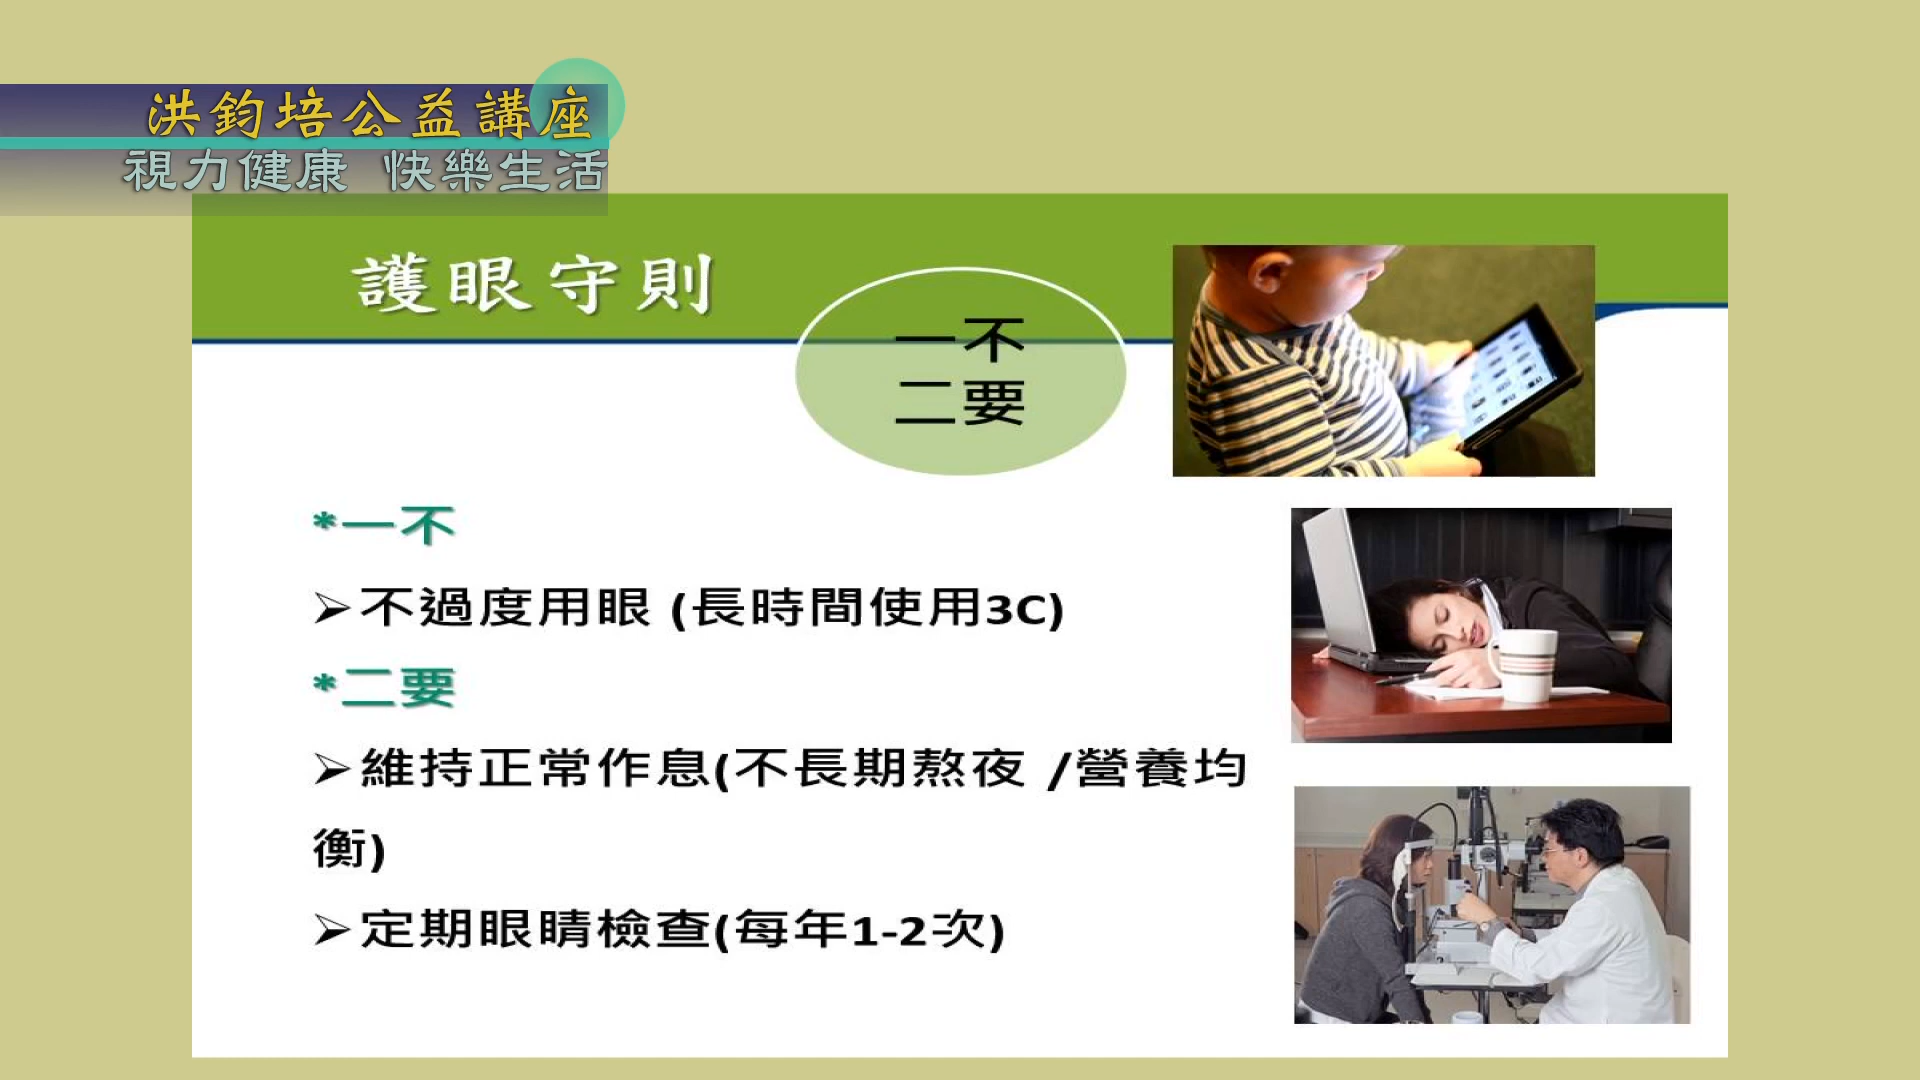 洪鈞培公益講座
視力健康 快樂生活
護眼守則
一不
二要
*一不
➢不過度用眼 (長時間使用3C)
*二要
➢維持正常作息(不長期熬夜 /營養均
衡)
➢定期眼睛檢查(每年1-2次)